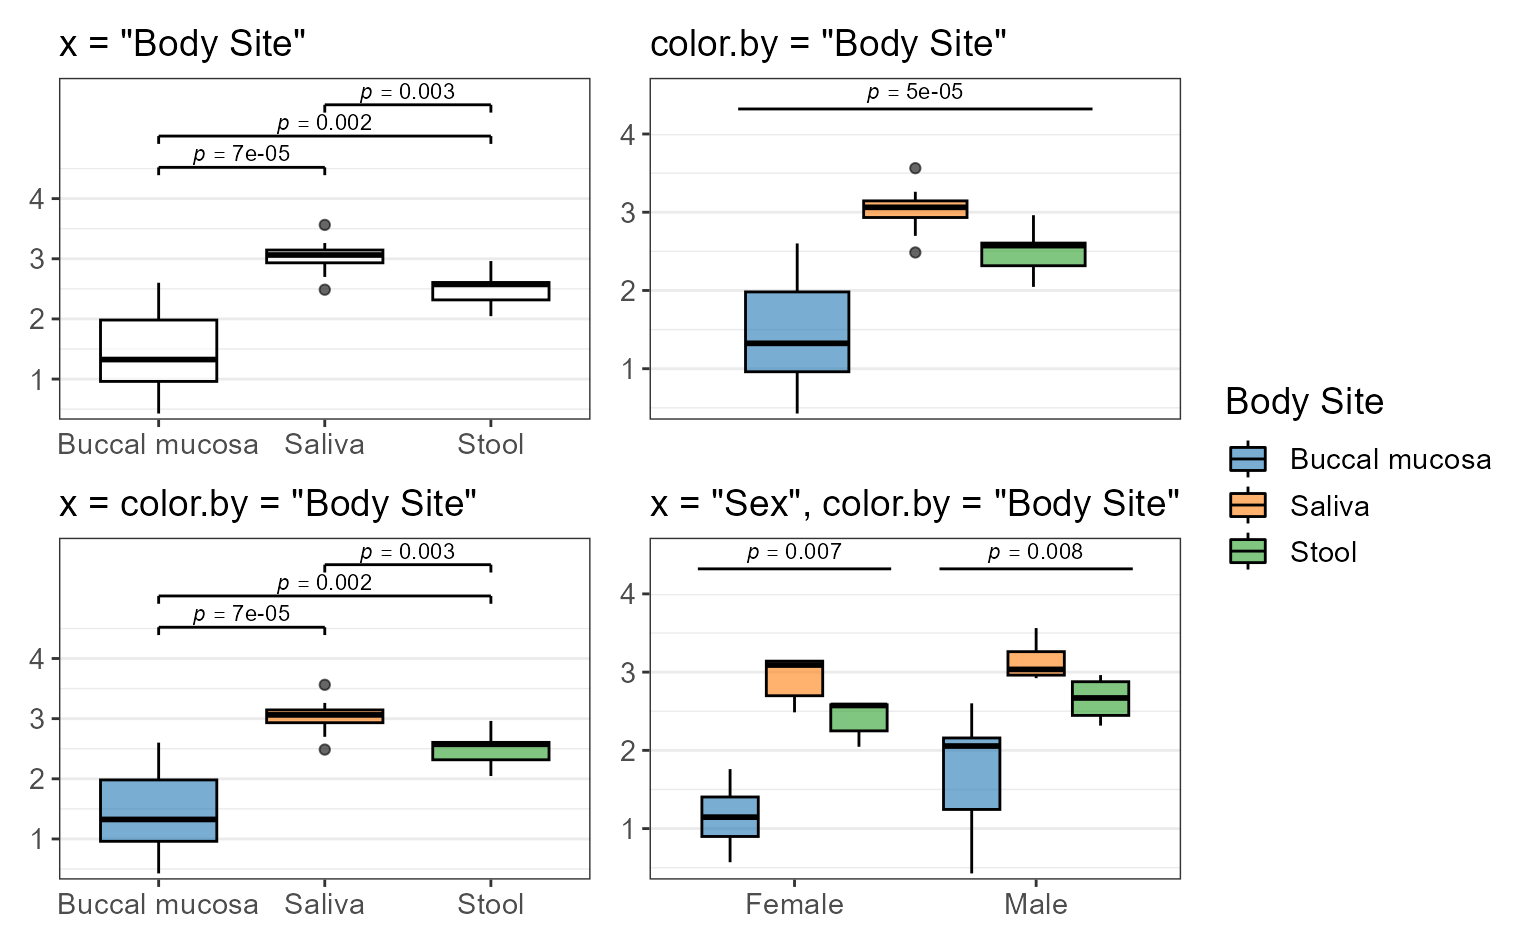 x = "Body Site"
p = 0.003
p = 0.002
p = 7e-05
4
3
2
1
Buccal mucosa Saliva Stool
color.by = "Body Site"
p = 5e-05
4
3
2
1
x = color.by = "Body Site"
p = 0.003
p = 0.002
p = 7e-05
4
3
2
1
Buccal mucosa Saliva Stool
x = "Sex", color.by = "Body Site"
p = 0.007 p = 0.008
4
3
2
1
Female Male
Body Site
Buccal mucosa
Saliva
Stool